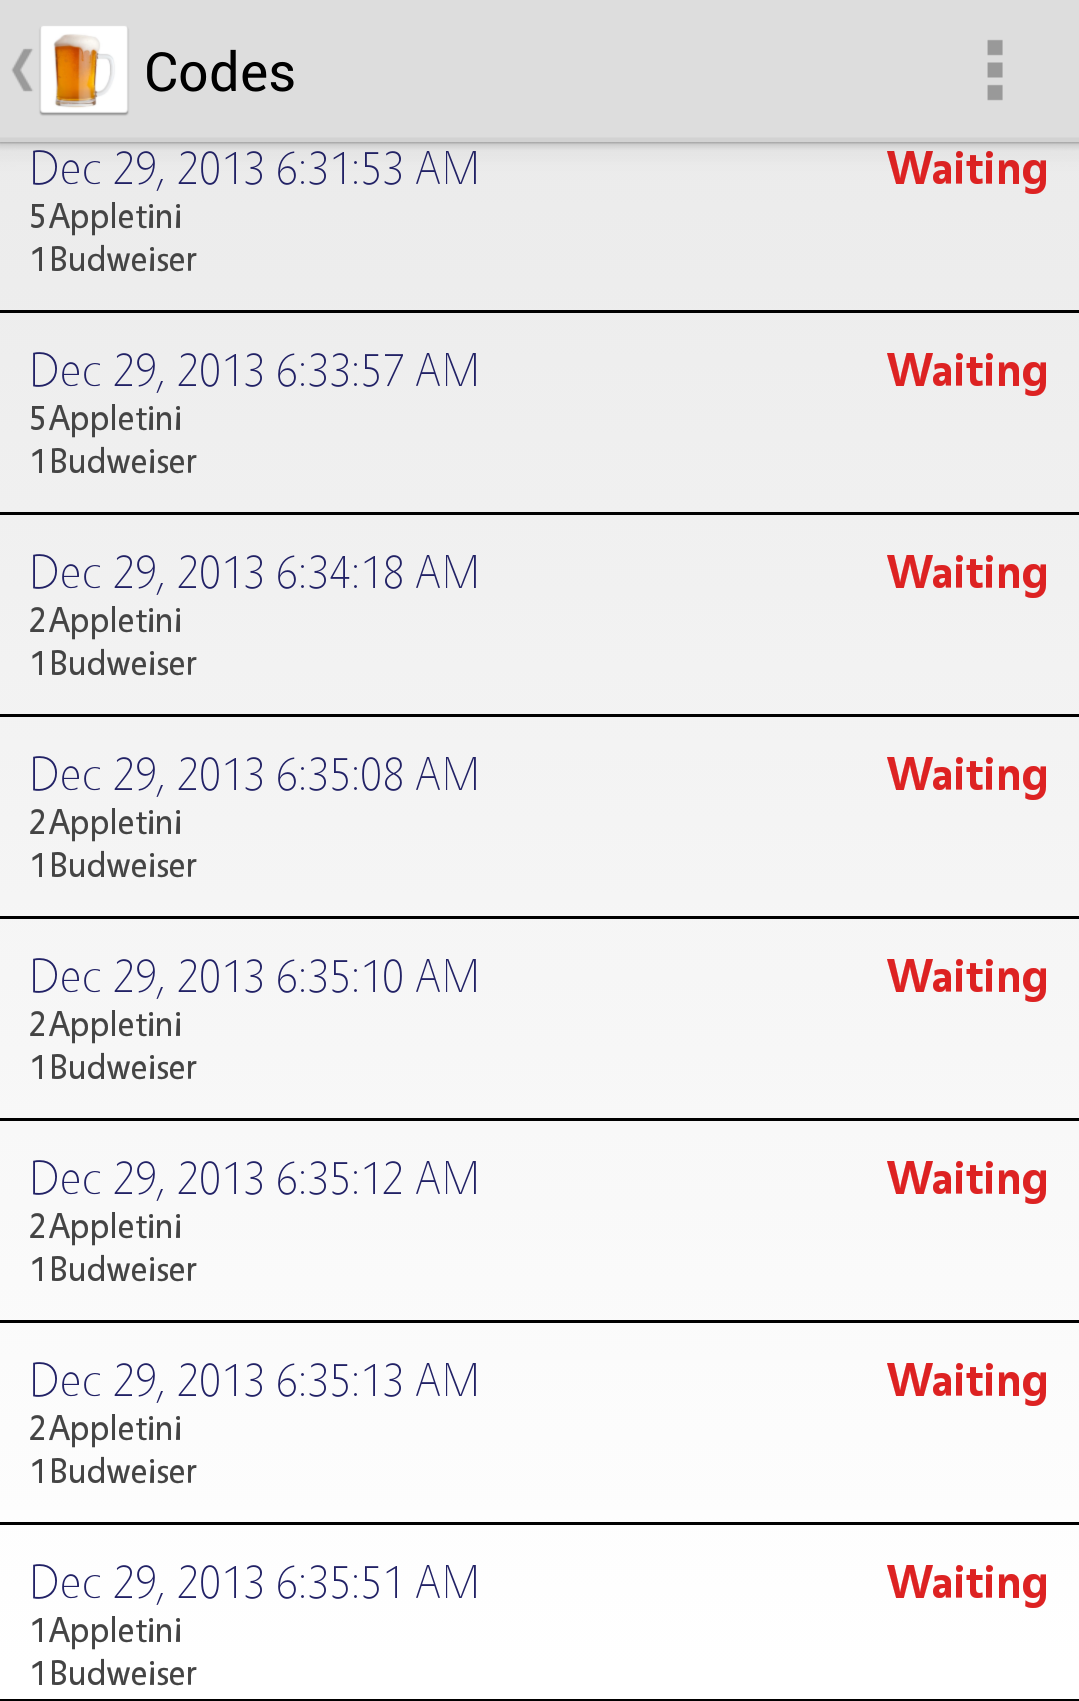 Codes
Dec 29, 2013 6:31:53 AM Waiting
5Appletini
1Budweiser
Dec 29, 2013 6:33:57 AM Waiting
5Appletini
1Budweiser
Dec 29, 2013 6:34:18 AM Waiting
2Appletini
1Budweiser
Dec 29, 2013 6:35:08 AM Waiting
2Appletini
1Budweiser
Dec 29, 2013 6:35:10 AM Waiting
2Appletini
1Budweiser
Dec 29, 2013 6:35:12 AM Waiting
2Appletini
1Budweiser
Dec 29, 2013 6:35:13 AM Waiting
2Appletini
1Budweiser
Dec 29, 2013 6:35:51 AM Waiting
1Appletini
1Budweiser